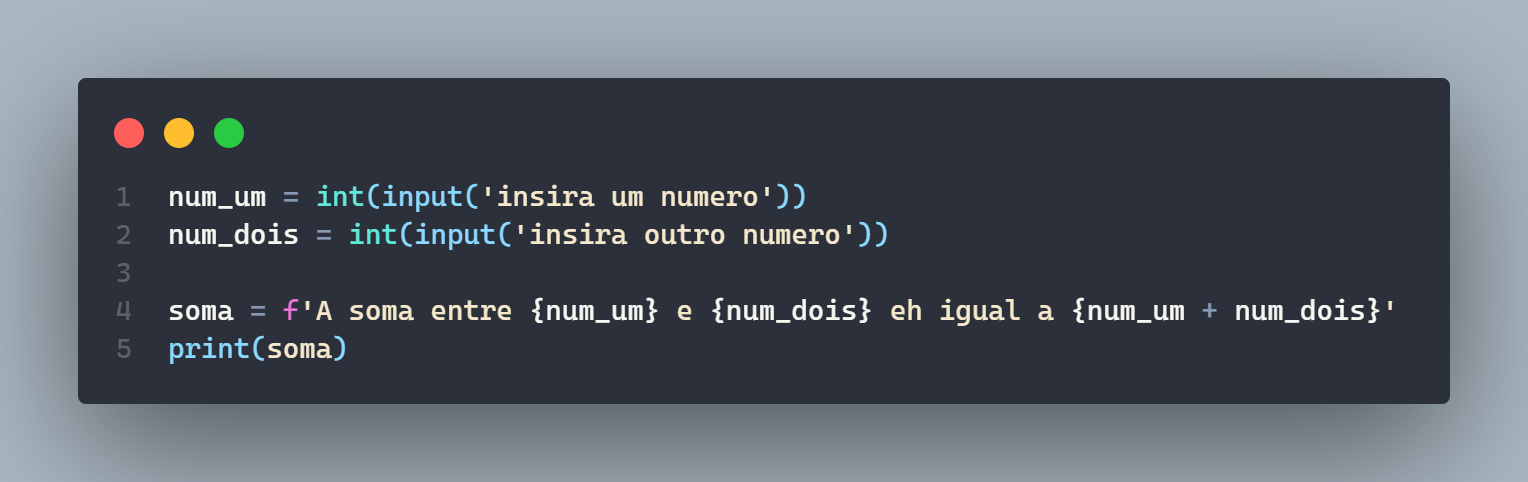 1 num_um = int(input('insira um numero'))
2 num_dois = int(input('insira outro numero'))
3
4 soma = f'A soma entre {num_um} e {num_dois} eh igual a {num_um + num_dois}'
5 print(soma)